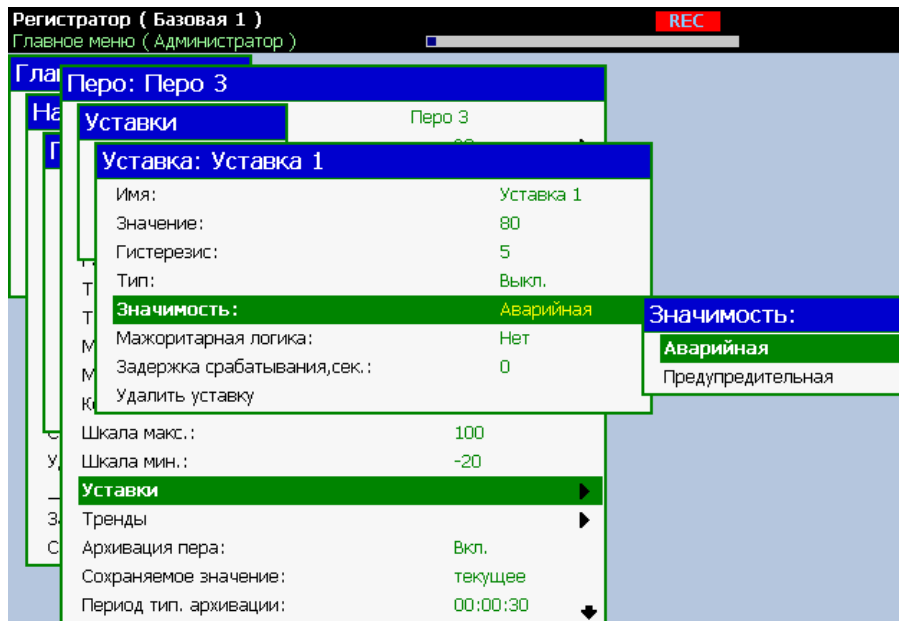 Регистратор ( Базовая 1 )
REC
Главное меню ( Администратор )
Перо: Перо 3
Уставки
Перо 3
Уставка: Уставка 1
Имя: Уставка 1
Значение: 80
Гистерезис: 5
Тип: Выкл.
Значимость: Аварийная
Значимость:
Мажоритарная логика: Нет
Аварийная
Задержка срабатывания,сек.: 0
Предупредительная
Удалить уставку
Шкала макс.: 100
Шкала мин.: -20
Уставки
Тренды
Архивация пера: Вкл.
Сохраняемое значение: текущее
Период тип. архивации: 00:00:30